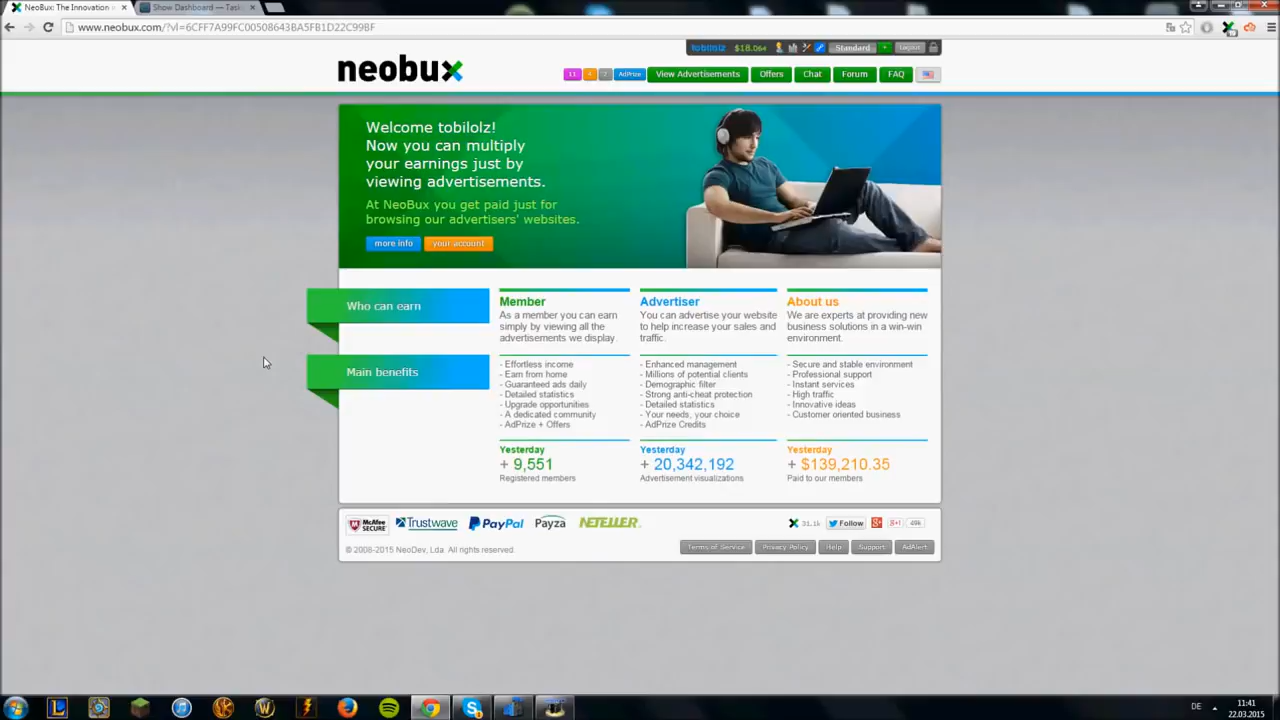 NeoBux: The Innovation
Show Dashboard — Task
www.neobux.com/?vl=6CFF7A99FC00508643BA5FB1D22C99BF
tobilolz $18.064 Standard + Logout
neobux
11 4 AdPrize View Advertisements Offers Chat Forum FAQ
Welcome tobilolz!
Now you can multiply
your earnings just by
viewing advertisements.
At NeoBux you get paid just for
browsing our advertisers' websites.
more info your account
Who can earn
Main benefits
Member
As a member you can earn
simply by viewing all the
advertisements we display.
- Effortless income
- Earn from home
- Guaranteed ads daily
- Detailed statistics
- Upgrade opportunities
- A dedicated community
- AdPrize + Offers
Yesterday
+ 9,551
Registered members
Advertiser
You can advertise your website
to help increase your sales and
traffic.
- Enhanced management
- Millions of potential clients
- Demographic filter
- Strong anti-cheat protection
- Detailed statistics
- Your needs, your choice
- AdPrize Credits
Yesterday
+ 20,342,192
Advertisement visualizations
About us
We are experts at providing new
business solutions in a win-win
environment.
- Secure and stable environment
- Professional support
- Instant services
- High traffic
- Innovative ideas
- Customer oriented business
Yesterday
+ $139,210.35
Paid to our members
McAfee SECURE Trustwave PayPal Payza NETELLER
31.1k Follow +1 49k
© 2008-2015 NeoDev, Lda. All rights reserved.
Terms of Service Privacy Policy Help Support AdAlert
DE
11:41
22.03.2015